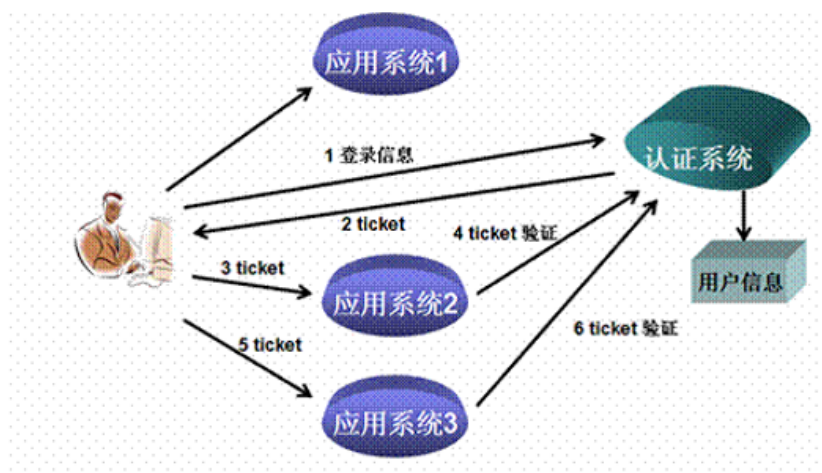 应用系统1
1 登录信息
认证系统
2 ticket
4 ticket 验证
3 ticket
用户信息
应用系统2
6 ticket 验证
5 ticket
应用系统3